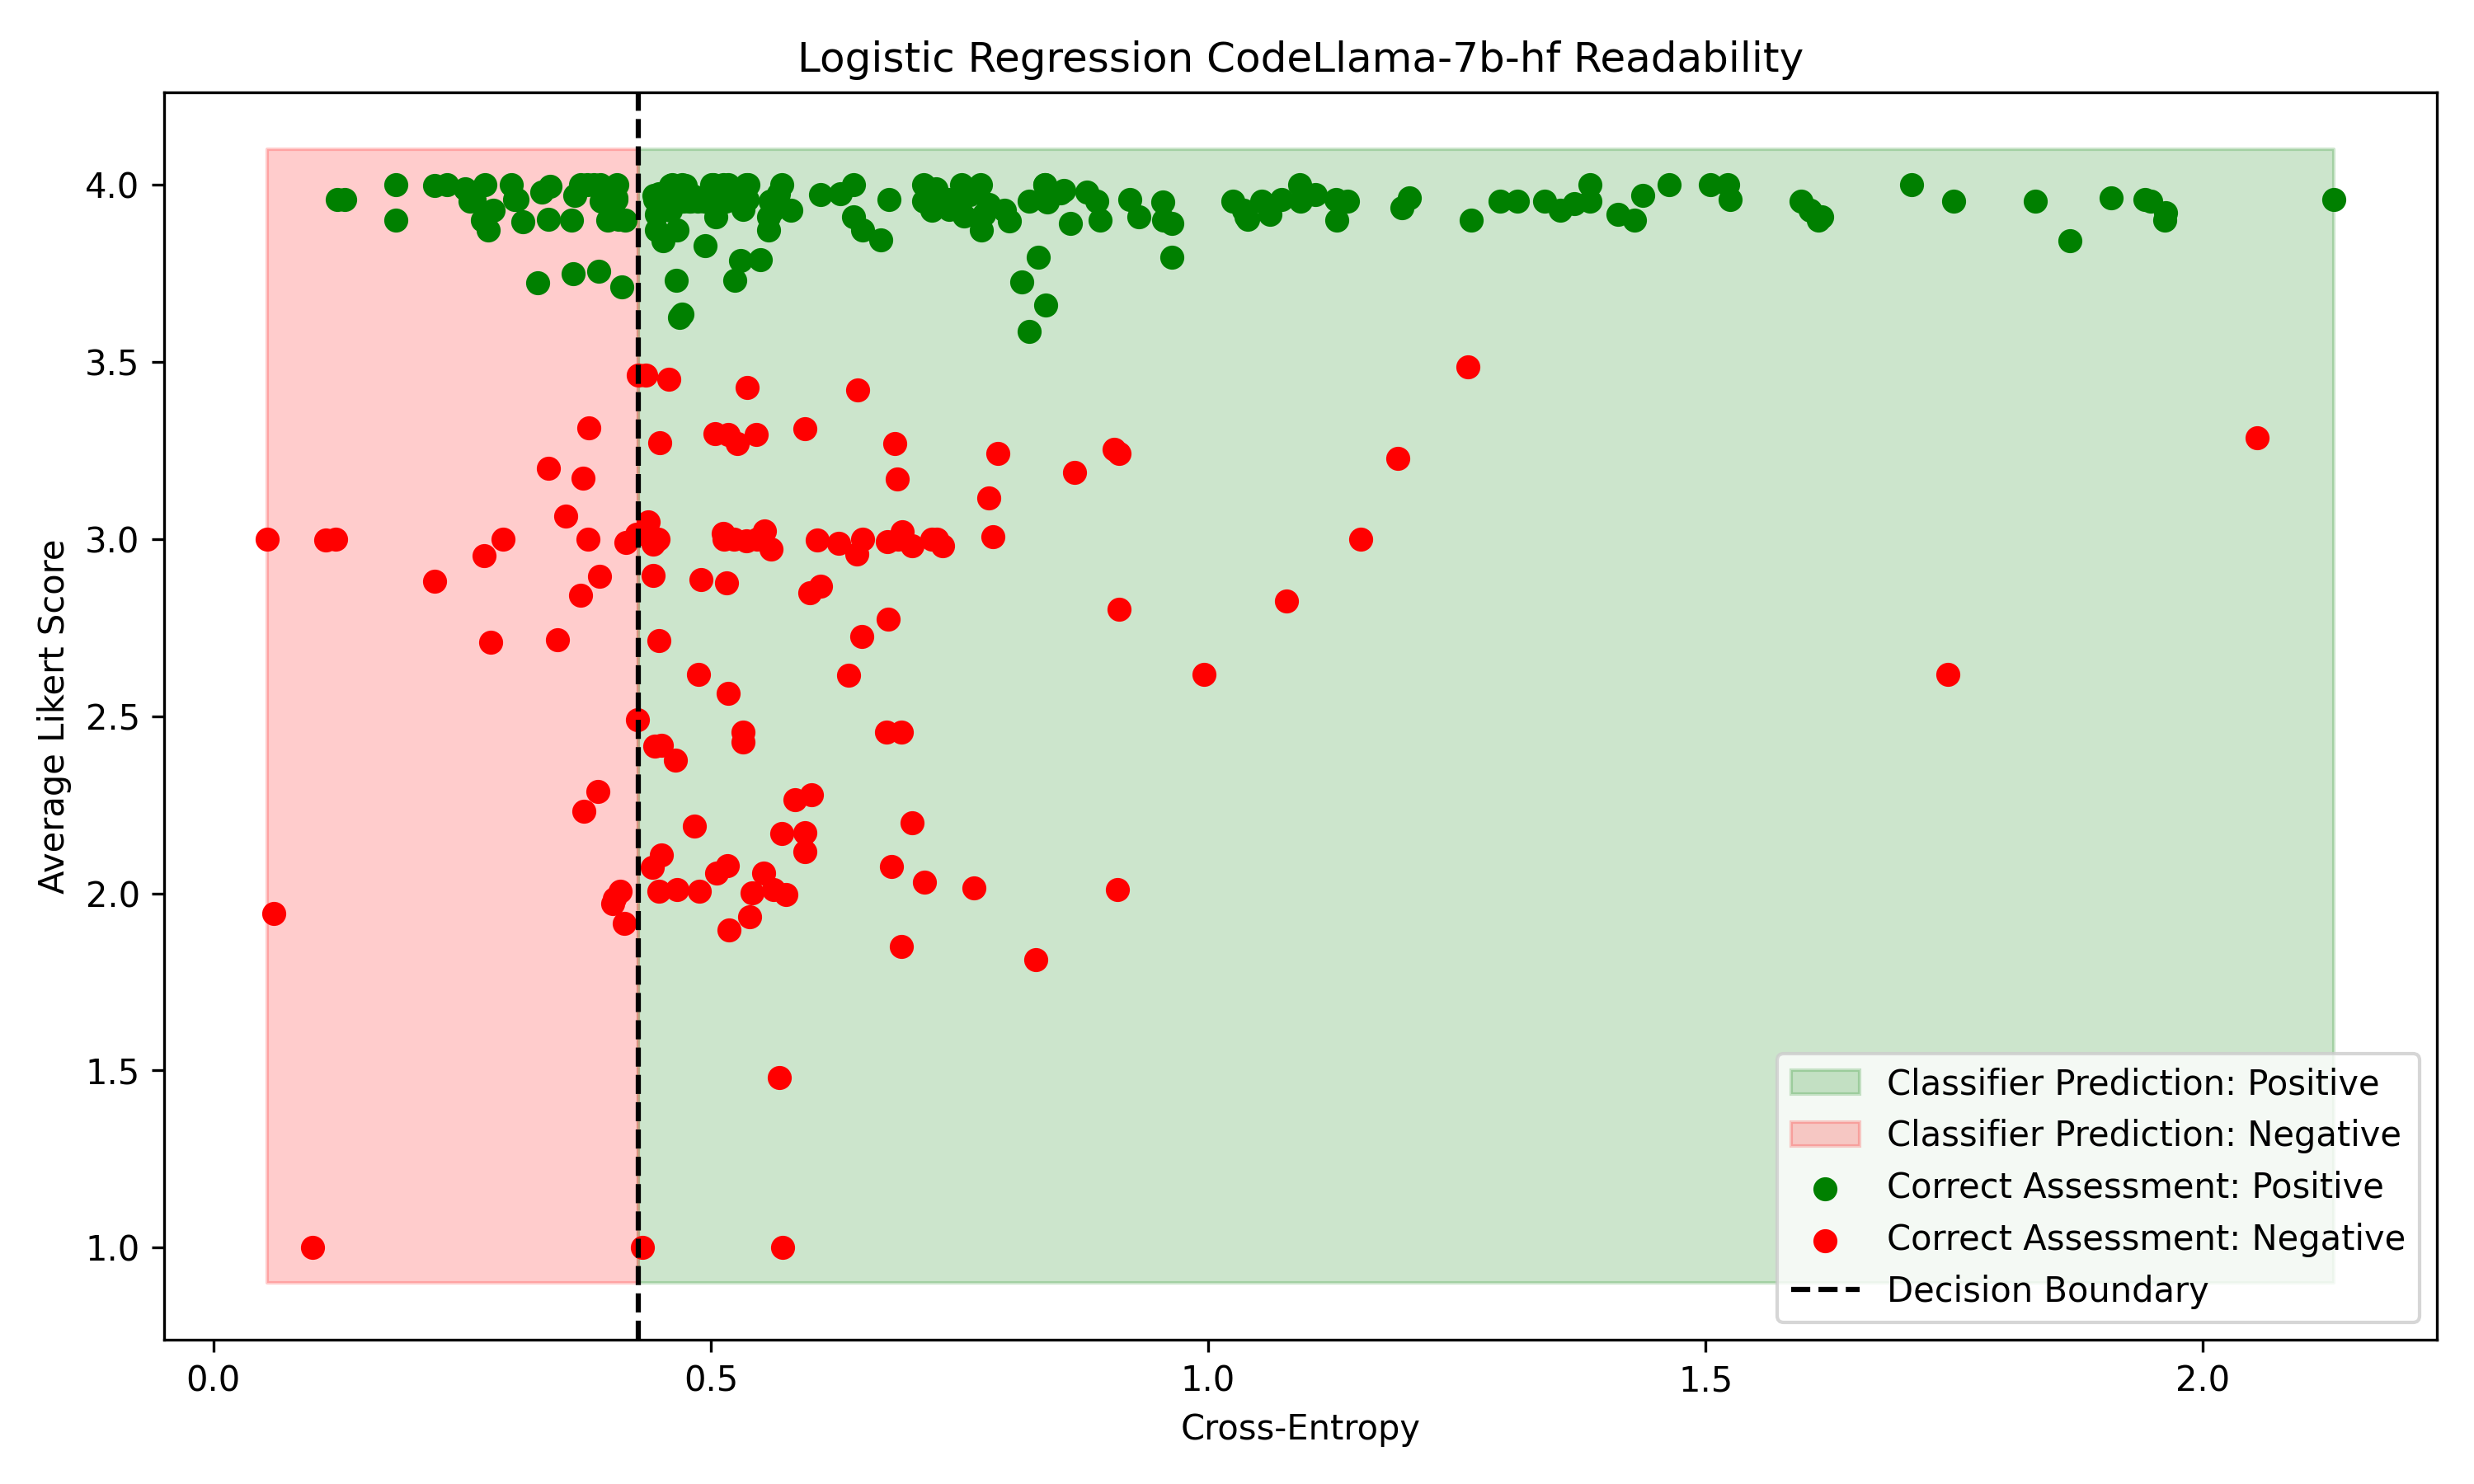 Logistic Regression CodeLlama-7b-hf Readability
Average Likert Score
4.0
3.5
3.0
2.5
2.0
1.5
1.0
Classifier Prediction: Positive
Classifier Prediction: Negative
Correct Assessment: Positive
Correct Assessment: Negative
Decision Boundary
0.0 0.5 1.0 1.5 2.0
Cross-Entropy